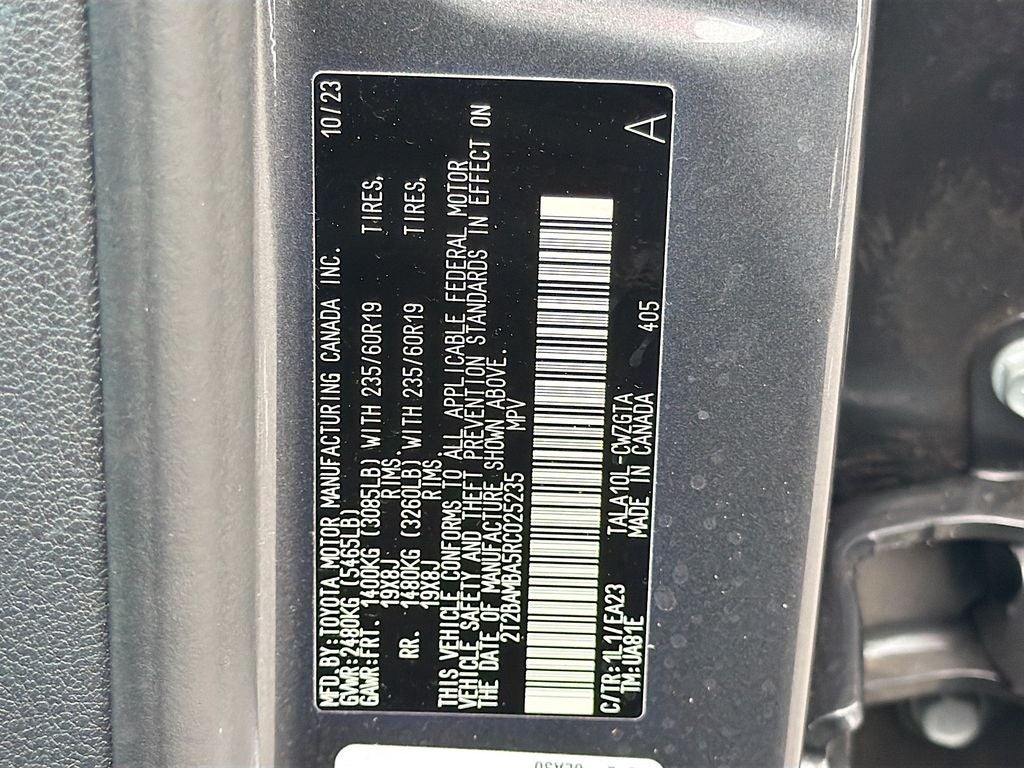 MFD.BY:TOYOTA MOTOR MANUFACTURING CANADA INC. 10/23
GVWR:2480KG (5465LB)
GAWR:FRT. 1400KG (3085LB) WITH 235/60R19 TIRES,
19X8J RIMS,
RR. 1480KG (3260LB) WITH 235/60R19 TIRES,
19X8J RIMS
THIS VEHICLE CONFORMS TO ALL APPLICABLE FEDERAL MOTOR
VEHICLE SAFETY AND THEFT PREVENTION STANDARDS IN EFFECT ON
THE DATE OF MANUFACTURE SHOWN ABOVE.
2T2BAMBA5RC025235 MPV
C/TR:1L1/EA23 TALA10L-CWZGTA 405 A
TM:UA81E MADE IN CANADA